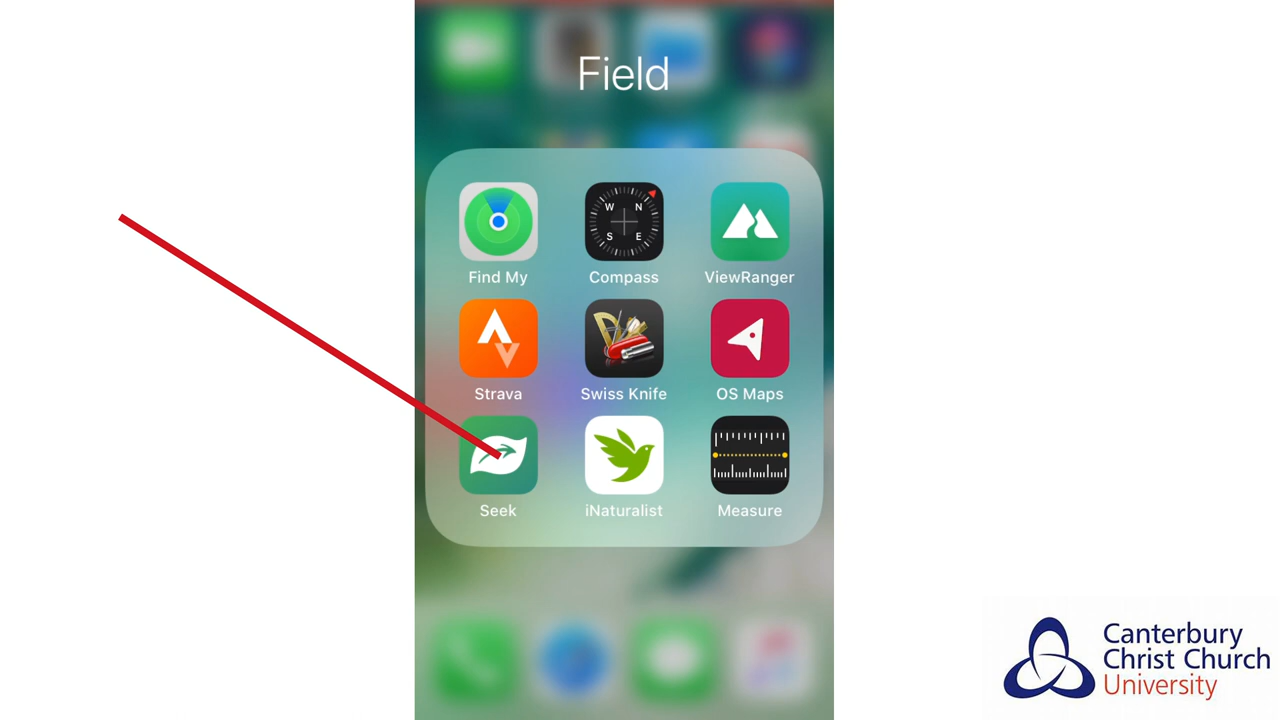 Field
W N
S E
Find My Compass ViewRanger
Strava Swiss Knife OS Maps
Seek iNaturalist Measure
Canterbury
Christ Church
University